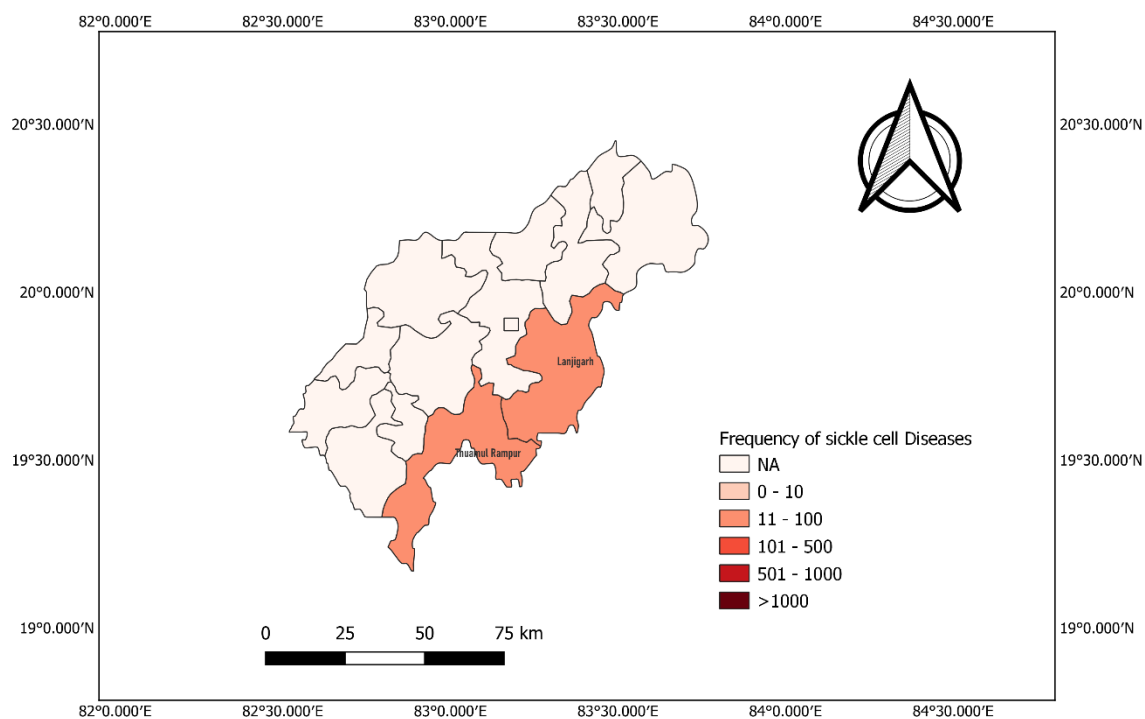 82°0.000'E 82°30.000'E 83°0.000'E 83°30.000'E 84°0.000'E 84°30.000'E
20°30.000'N 20°30.000'N
20°0.000'N 20°0.000'N
Lanjigarh
Frequency of sickle cell Diseases
19°30.000'N Thuamul Rampur 19°30.000'N
NA
0 - 10
11 - 100
101 - 500
501 - 1000
>1000
19°0.000'N 19°0.000'N
0 25 50 75 km
82°0.000'E 82°30.000'E 83°0.000'E 83°30.000'E 84°0.000'E 84°30.000'E